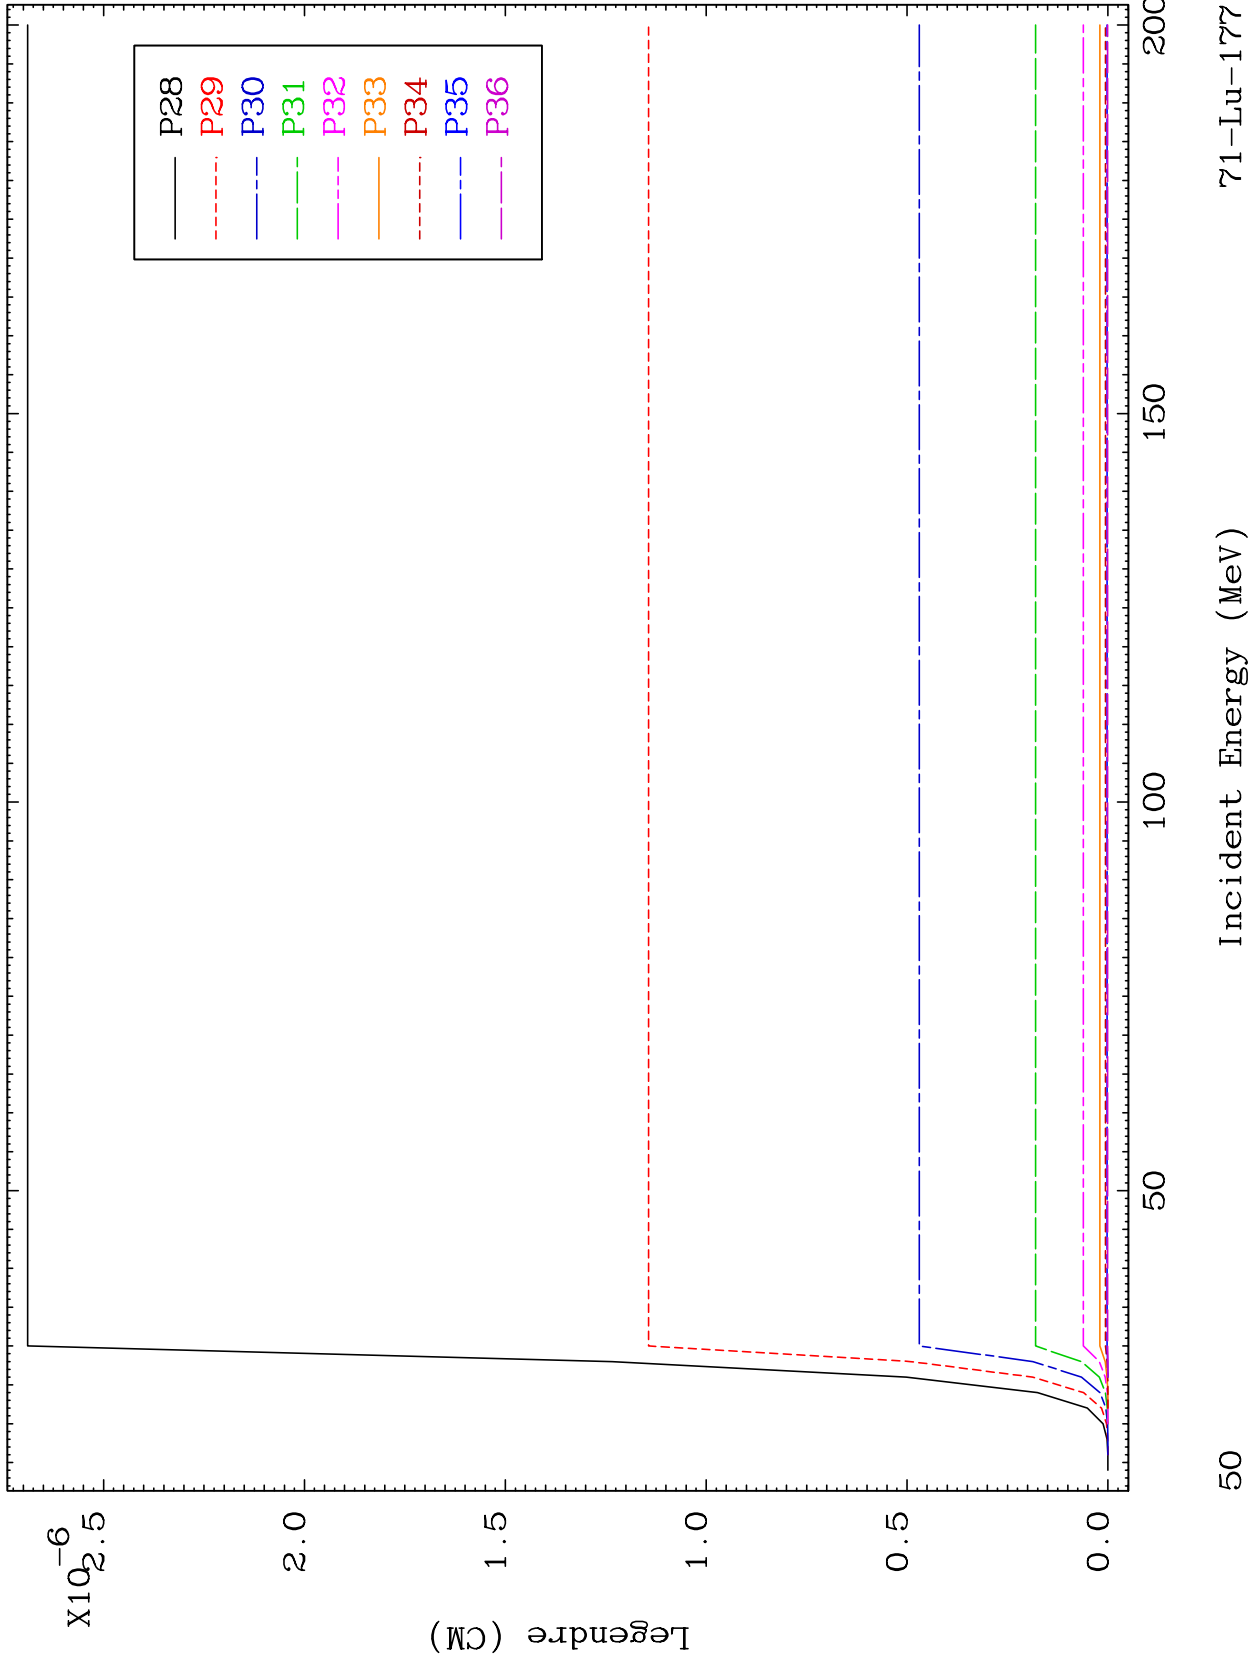 X10-6
2.5
2.0
1.5
1.0
0.5
0.0
Legendre (CM)
P28
P29
P30
P31
P32
P33
P34
P35
P36
50
100
150
200
50
Incident Energy (MeV)
71-Lu-177